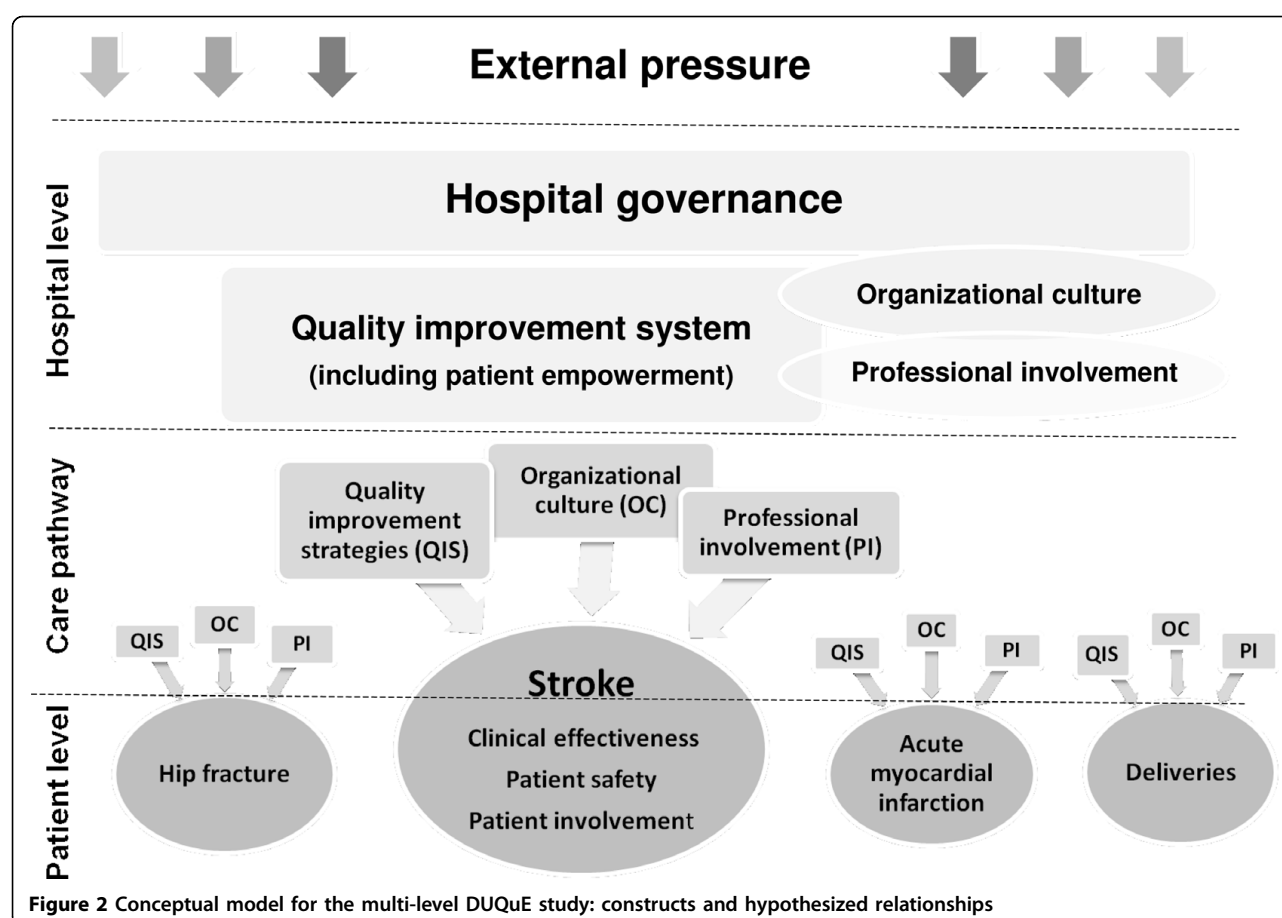 External pressure
Hospital level
Hospital governance
Organizational culture
Quality improvement system
(including patient empowerment)
Professional involvement
Care pathway
Quality
improvement
strategies (QIS)
Organizational
culture (OC)
Professional
involvement (PI)
QIS
OC
PI
QIS
OC
PI
QIS
OC
PI
Patient level
Hip fracture
Stroke
Clinical effectiveness
Patient safety
Patient involvement
Acute
myocardial
infarction
Deliveries
Figure 2 Conceptual model for the multi-level DUQuE study: constructs and hypothesized relationships